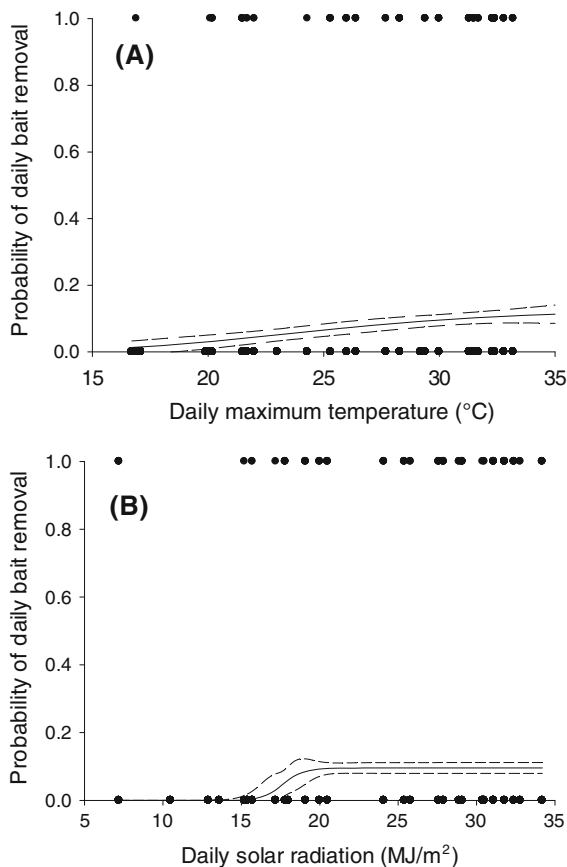 1.0
(A)
0.8
0.6
0.4
0.2
0.0
Probability of daily bait removal
15 20 25 30 35
Daily maximum temperature (°C)
1.0
(B)
0.8
0.6
0.4
0.2
0.0
Probability of daily bait removal
5 10 15 20 25 30 35
Daily solar radiation (MJ/m²)